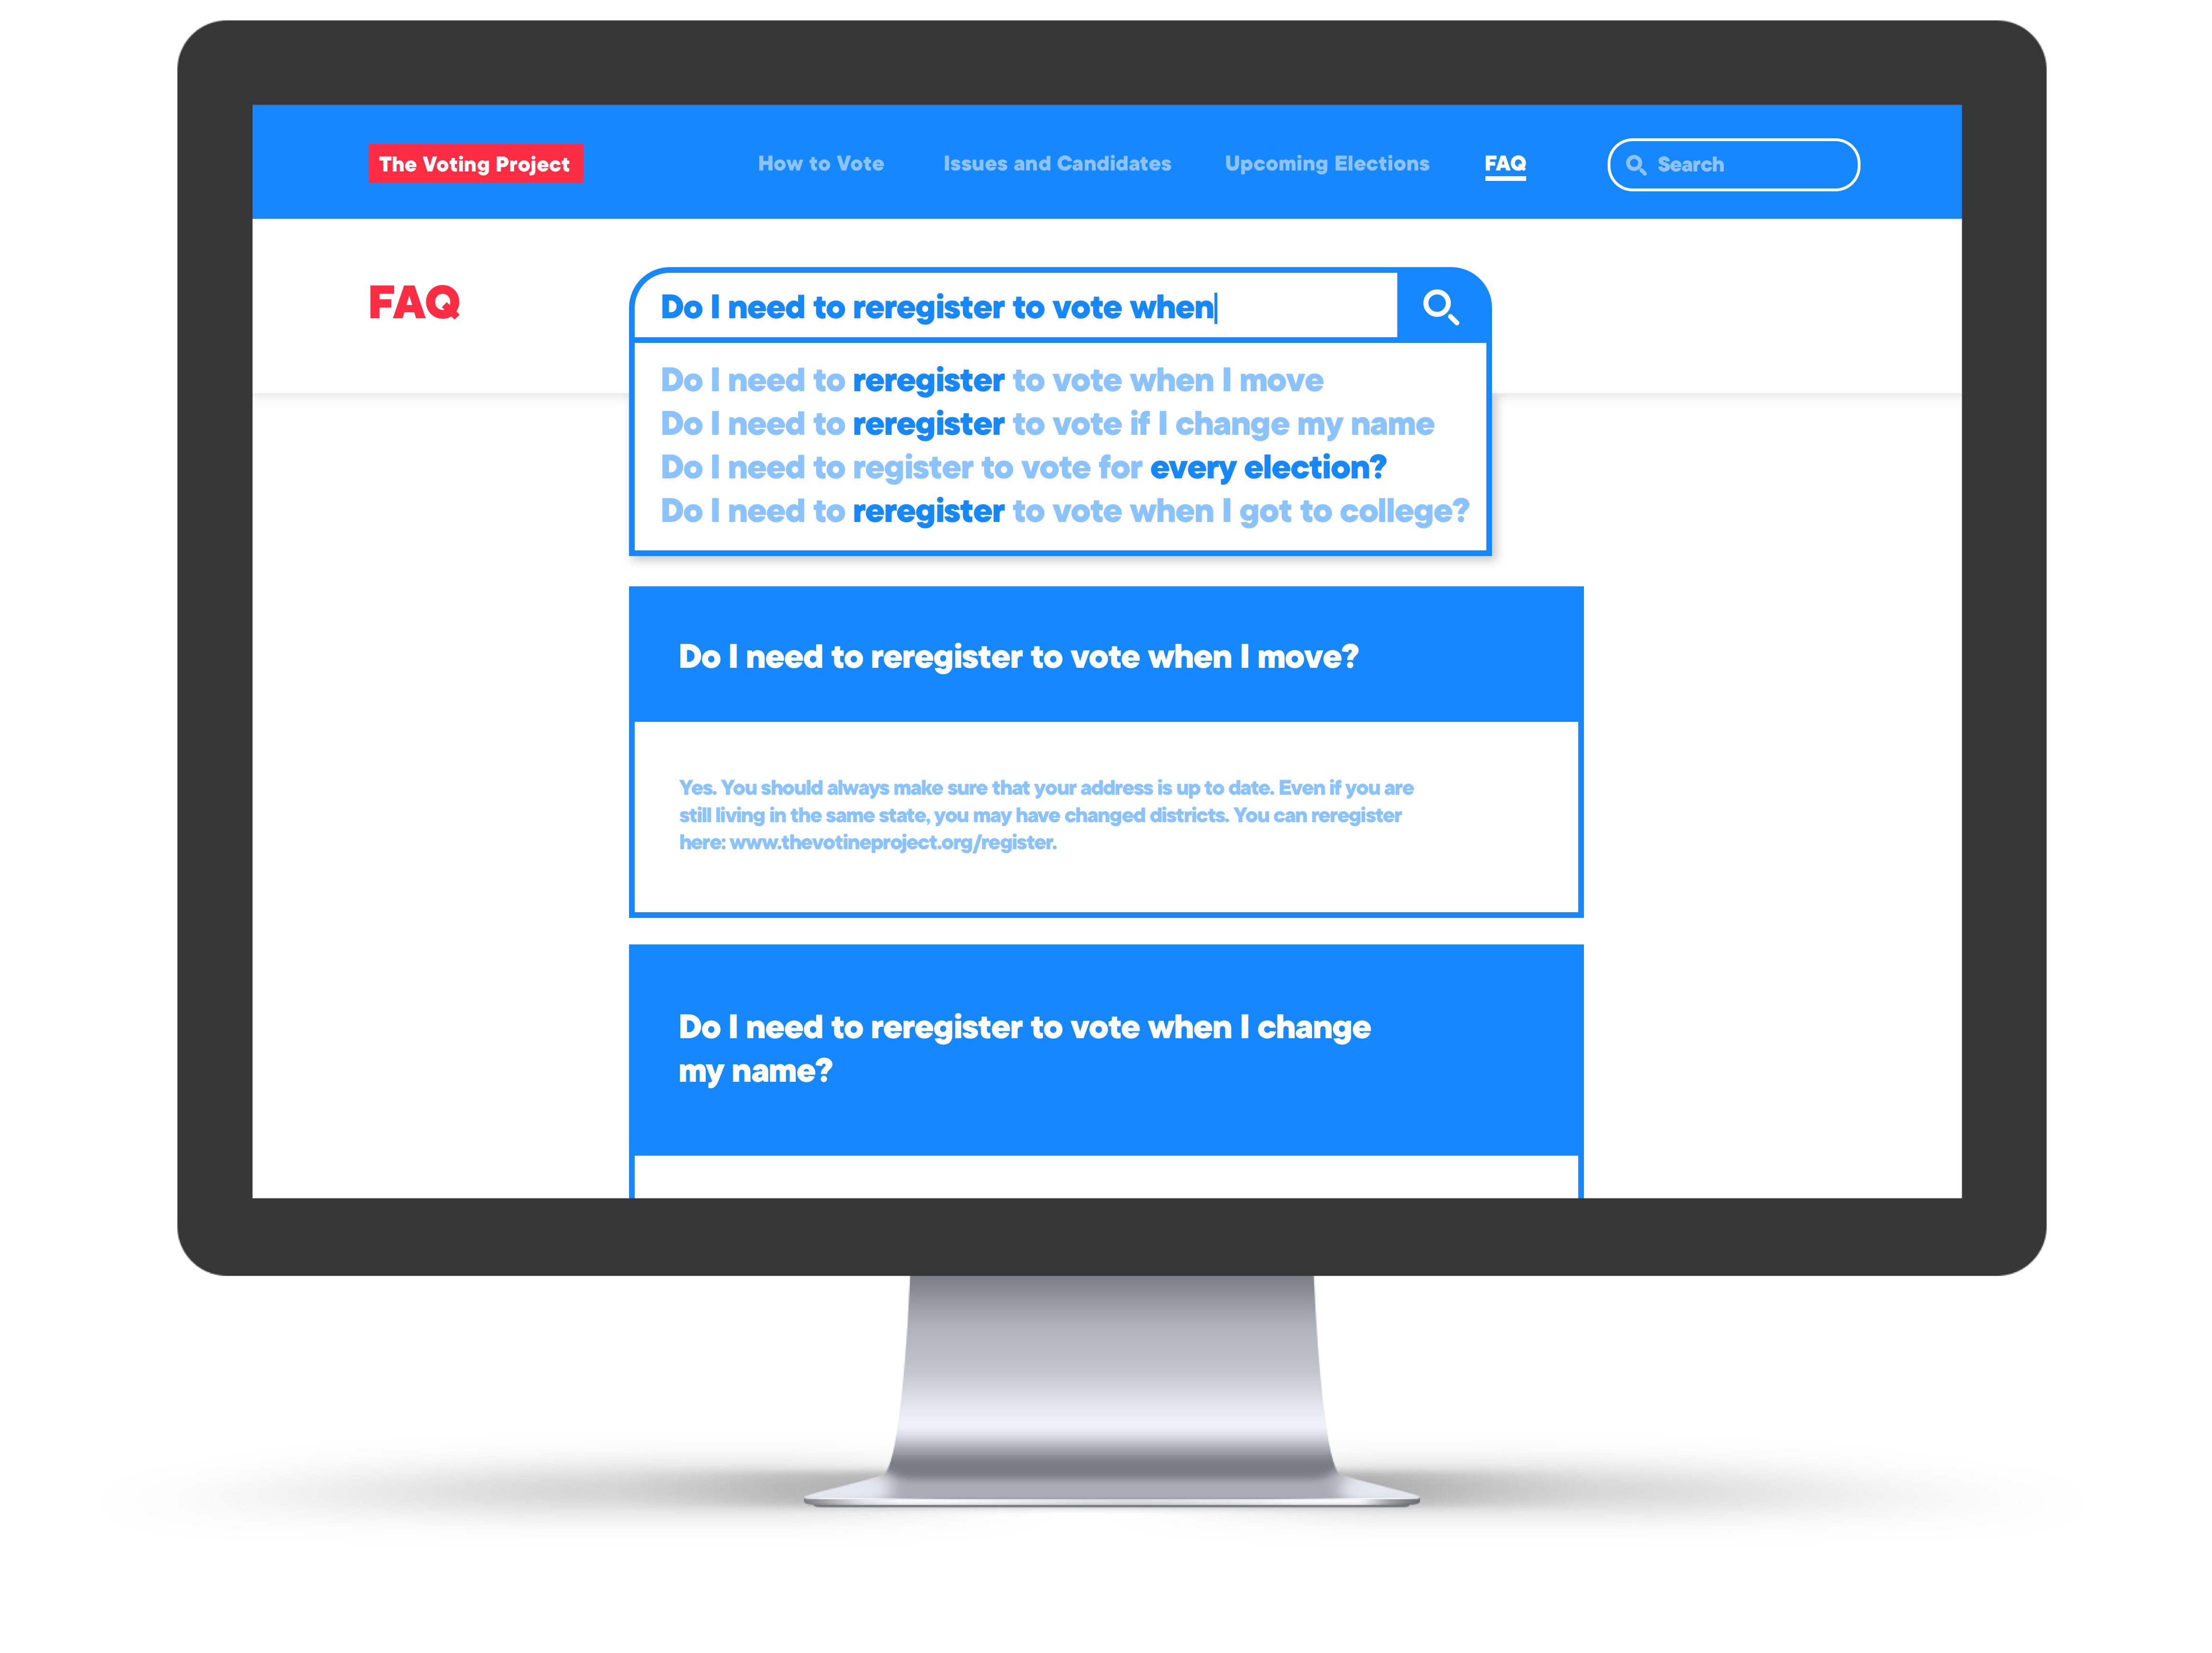 The Voting Project
How to Vote
Issues and Candidates
Upcoming Elections
FAQ
Search
FAQ
Do I need to reregister to vote when
Do I need to reregister to vote when I move
Do I need to reregister to vote if I change my name
Do I need to register to vote for every election?
Do I need to reregister to vote when I got to college?
Do I need to reregister to vote when I move?
Yes. You should always make sure that your address is up to date. Even if you are
still living in the same state, you may have changed districts. You can reregister
here: www.thevotineproject.org/register.
Do I need to reregister to vote when I change
my name?